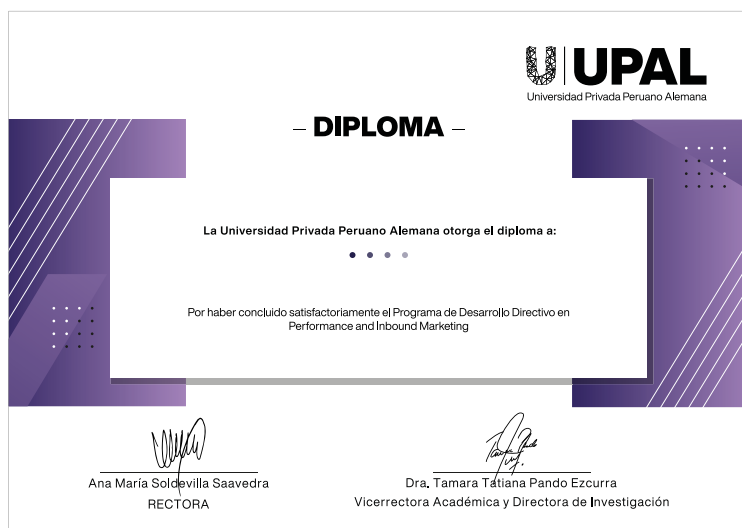 UPAL
Universidad Privada Peruano Alemana
– DIPLOMA –
La Universidad Privada Peruano Alemana otorga el diploma a:
Por haber concluido satisfactoriamente el Programa de Desarrollo Directivo en
Performance and Inbound Marketing
Ana María Soldevilla Saavedra
RECTORA
Dra. Tamara Tatiana Pando Ezcurra
Vicerrectora Académica y Directora de Investigación